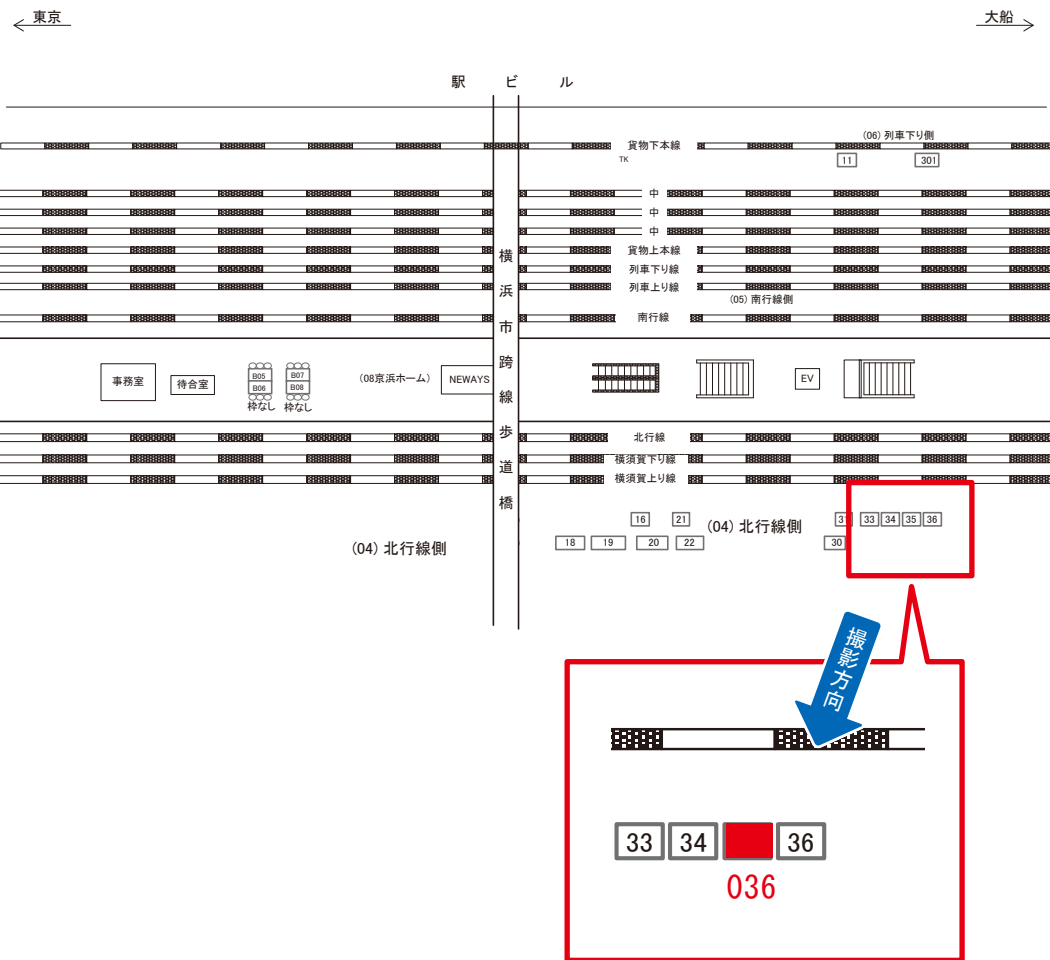 東京
大船
駅ビル
(06) 列車下り側
貨物下本線
TK
11
301
中
中
中
貨物上本線
列車下り線
列車上り線
(05) 南行線側
南行線
横浜市跨線歩道橋
事務室
待合室
B05
B06
枠なし
B07
B08
枠なし
(08京浜ホーム)
NEWAYS
EV
北行線
横須賀下り線
横須賀上り線
16
21
(04) 北行線側
31
33
34
35
36
(04) 北行線側
18
19
20
22
30
撮影方向
33
34
36
036